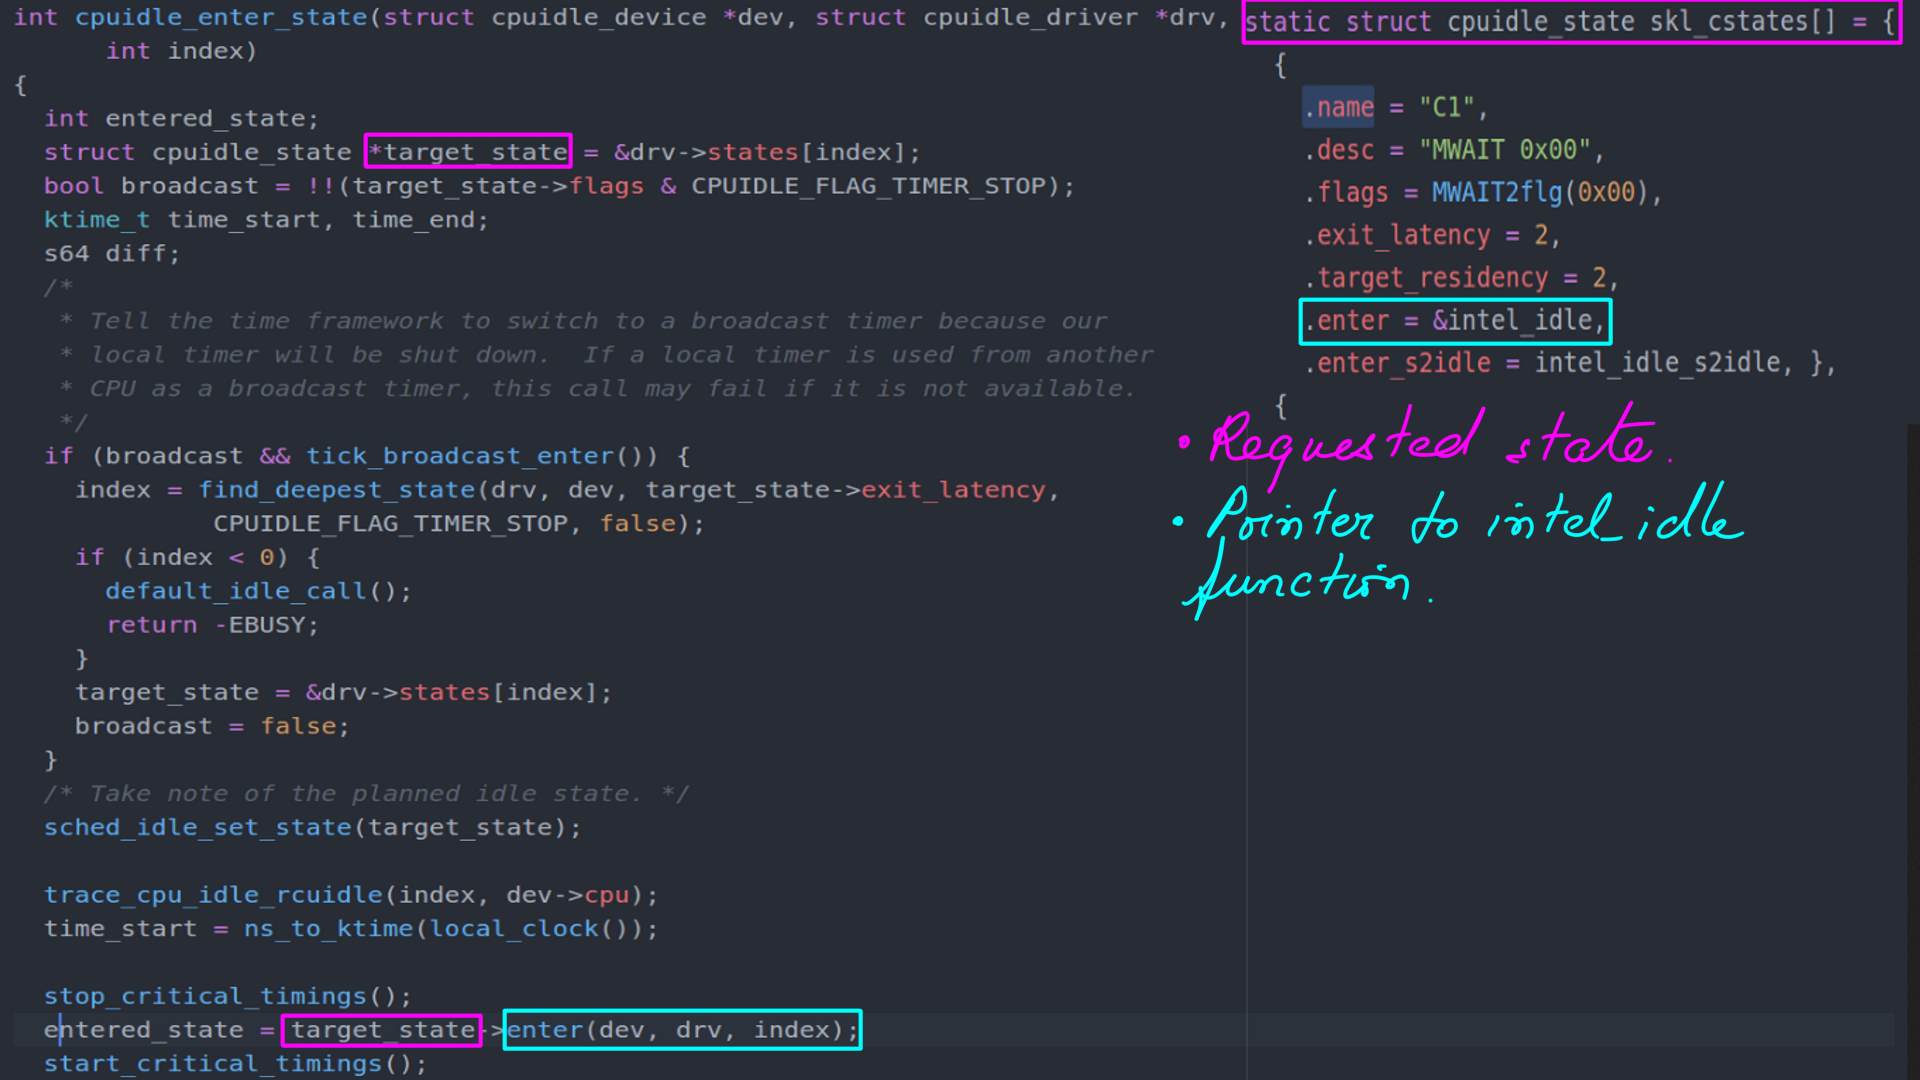 int cpuidle_enter_state(struct cpuidle_device *dev, struct cpuidle_driver *drv,
int index)
{
int entered_state;
struct cpuidle_state *target_state = &drv->states[index];
bool broadcast = !!(target_state->flags & CPUIDLE_FLAG_TIMER_STOP);
ktime_t time_start, time_end;
s64 diff;
/*
* Tell the time framework to switch to a broadcast timer because our
* local timer will be shut down.  If a local timer is used from another
* CPU as a broadcast timer, this call may fail if it is not available.
*/
if (broadcast && tick_broadcast_enter()) {
index = find_deepest_state(drv, dev, target_state->exit_latency,
CPUIDLE_FLAG_TIMER_STOP, false);
if (index < 0) {
default_idle_call();
return -EBUSY;
}
target_state = &drv->states[index];
broadcast = false;
}
/* Take note of the planned idle state. */
sched_idle_set_state(target_state);
trace_cpu_idle_rcuidle(index, dev->cpu);
time_start = ns_to_ktime(local_clock());
stop_critical_timings();
entered_state = target_state->enter(dev, drv, index);
start_critical_timings();
static struct cpuidle_state skl_cstates[] = {
{
.name = "C1",
.desc = "MWAIT 0x00",
.flags = MWAIT2flg(0x00),
.exit_latency = 2,
.target_residency = 2,
.enter = &intel_idle,
.enter_s2idle = intel_idle_s2idle, },
{
• Requested state.
• Pointer to intel_idle
function.